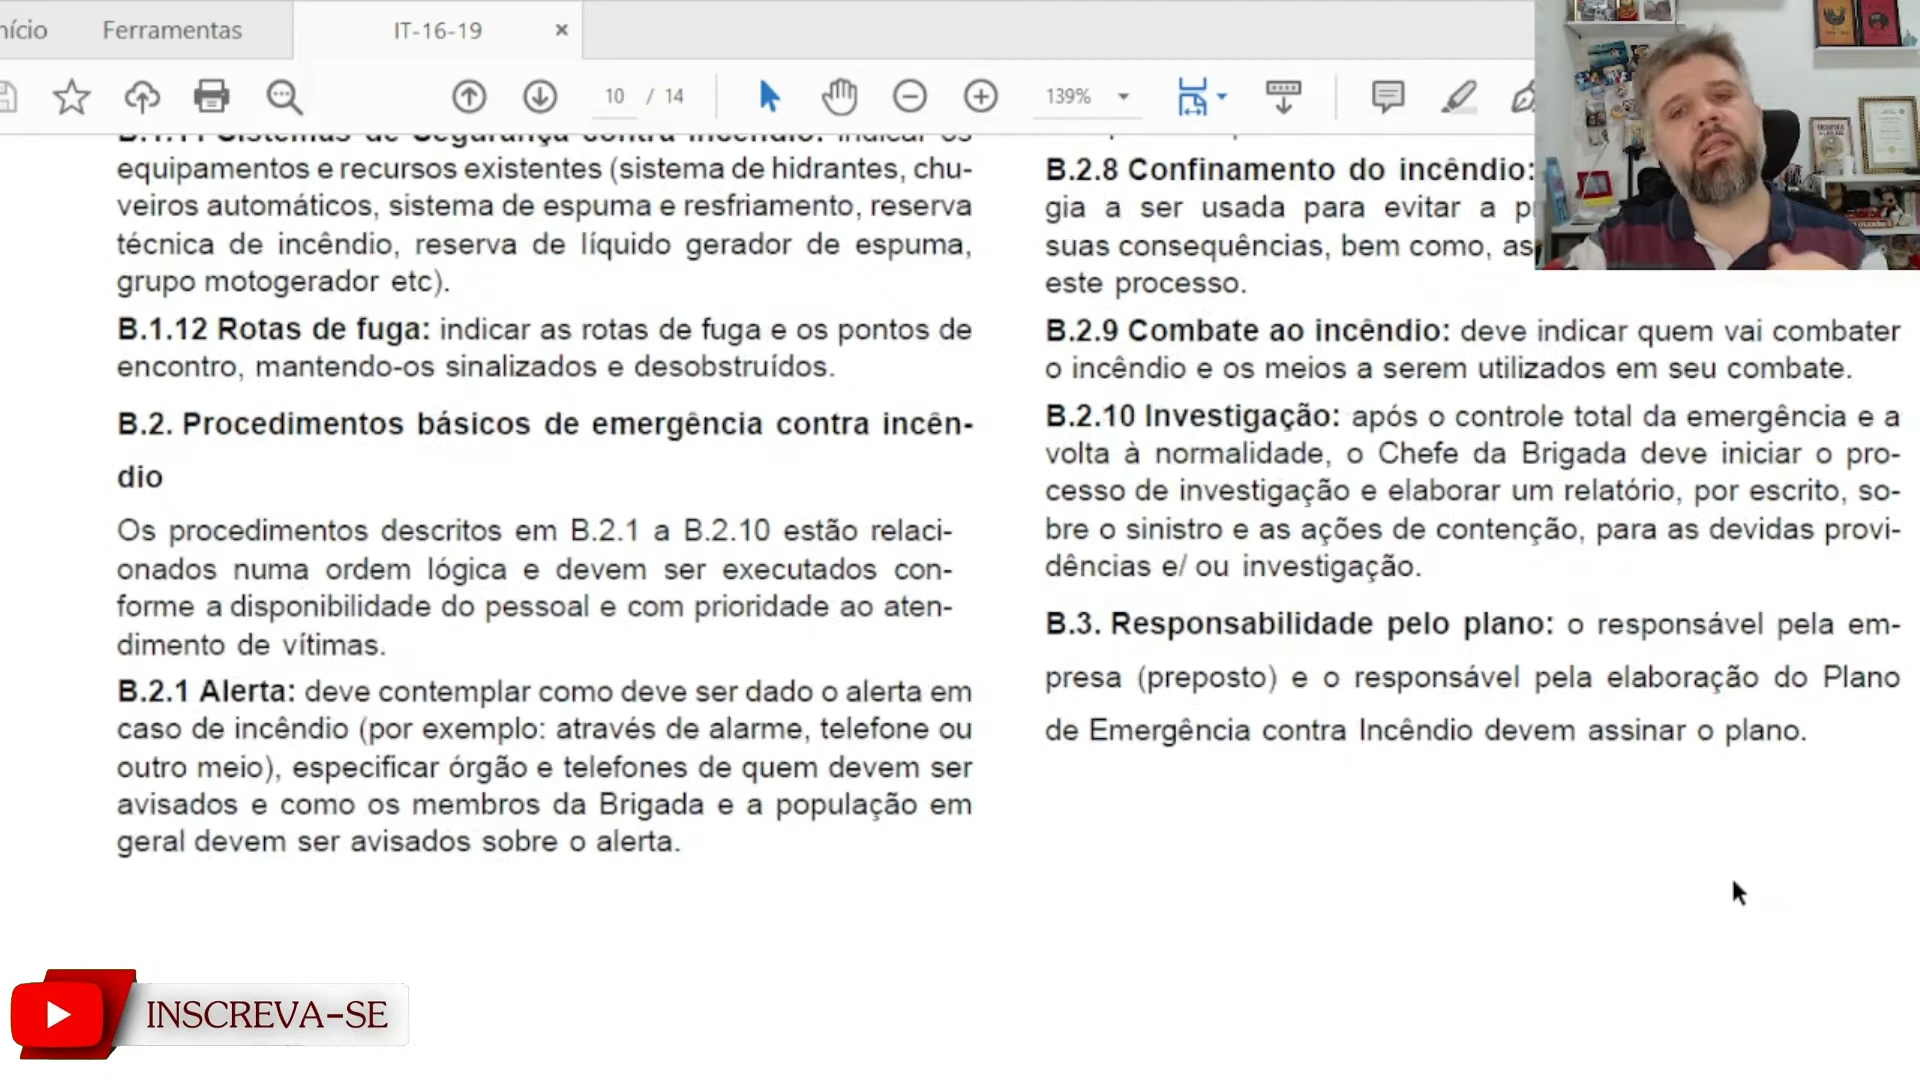 nício
Ferramentas
IT-16-19
×
10 / 14
139%
B.1.11 Sistemas de Segurança contra incêndio: indicar os
equipamentos e recursos existentes (sistema de hidrantes, chu-
veiros automáticos, sistema de espuma e resfriamento, reserva
técnica de incêndio, reserva de líquido gerador de espuma,
grupo motogerador etc).
B.1.12 Rotas de fuga: indicar as rotas de fuga e os pontos de
encontro, mantendo-os sinalizados e desobstruídos.
B.2. Procedimentos básicos de emergência contra incên-
dio
Os procedimentos descritos em B.2.1 a B.2.10 estão relaci-
onados numa ordem lógica e devem ser executados con-
forme a disponibilidade do pessoal e com prioridade ao aten-
dimento de vítimas.
B.2.1 Alerta: deve contemplar como deve ser dado o alerta em
caso de incêndio (por exemplo: através de alarme, telefone ou
outro meio), especificar órgão e telefones de quem devem ser
avisados e como os membros da Brigada e a população em
geral devem ser avisados sobre o alerta.
B.2.8 Confinamento do incêndio:
gia a ser usada para evitar a p
suas consequências, bem como, as
este processo.
B.2.9 Combate ao incêndio: deve indicar quem vai combater
o incêndio e os meios a serem utilizados em seu combate.
B.2.10 Investigação: após o controle total da emergência e a
volta à normalidade, o Chefe da Brigada deve iniciar o pro-
cesso de investigação e elaborar um relatório, por escrito, so-
bre o sinistro e as ações de contenção, para as devidas provi-
dências e/ ou investigação.
B.3. Responsabilidade pelo plano: o responsável pela em-
presa (preposto) e o responsável pela elaboração do Plano
de Emergência contra Incêndio devem assinar o plano.
INSCREVA-SE